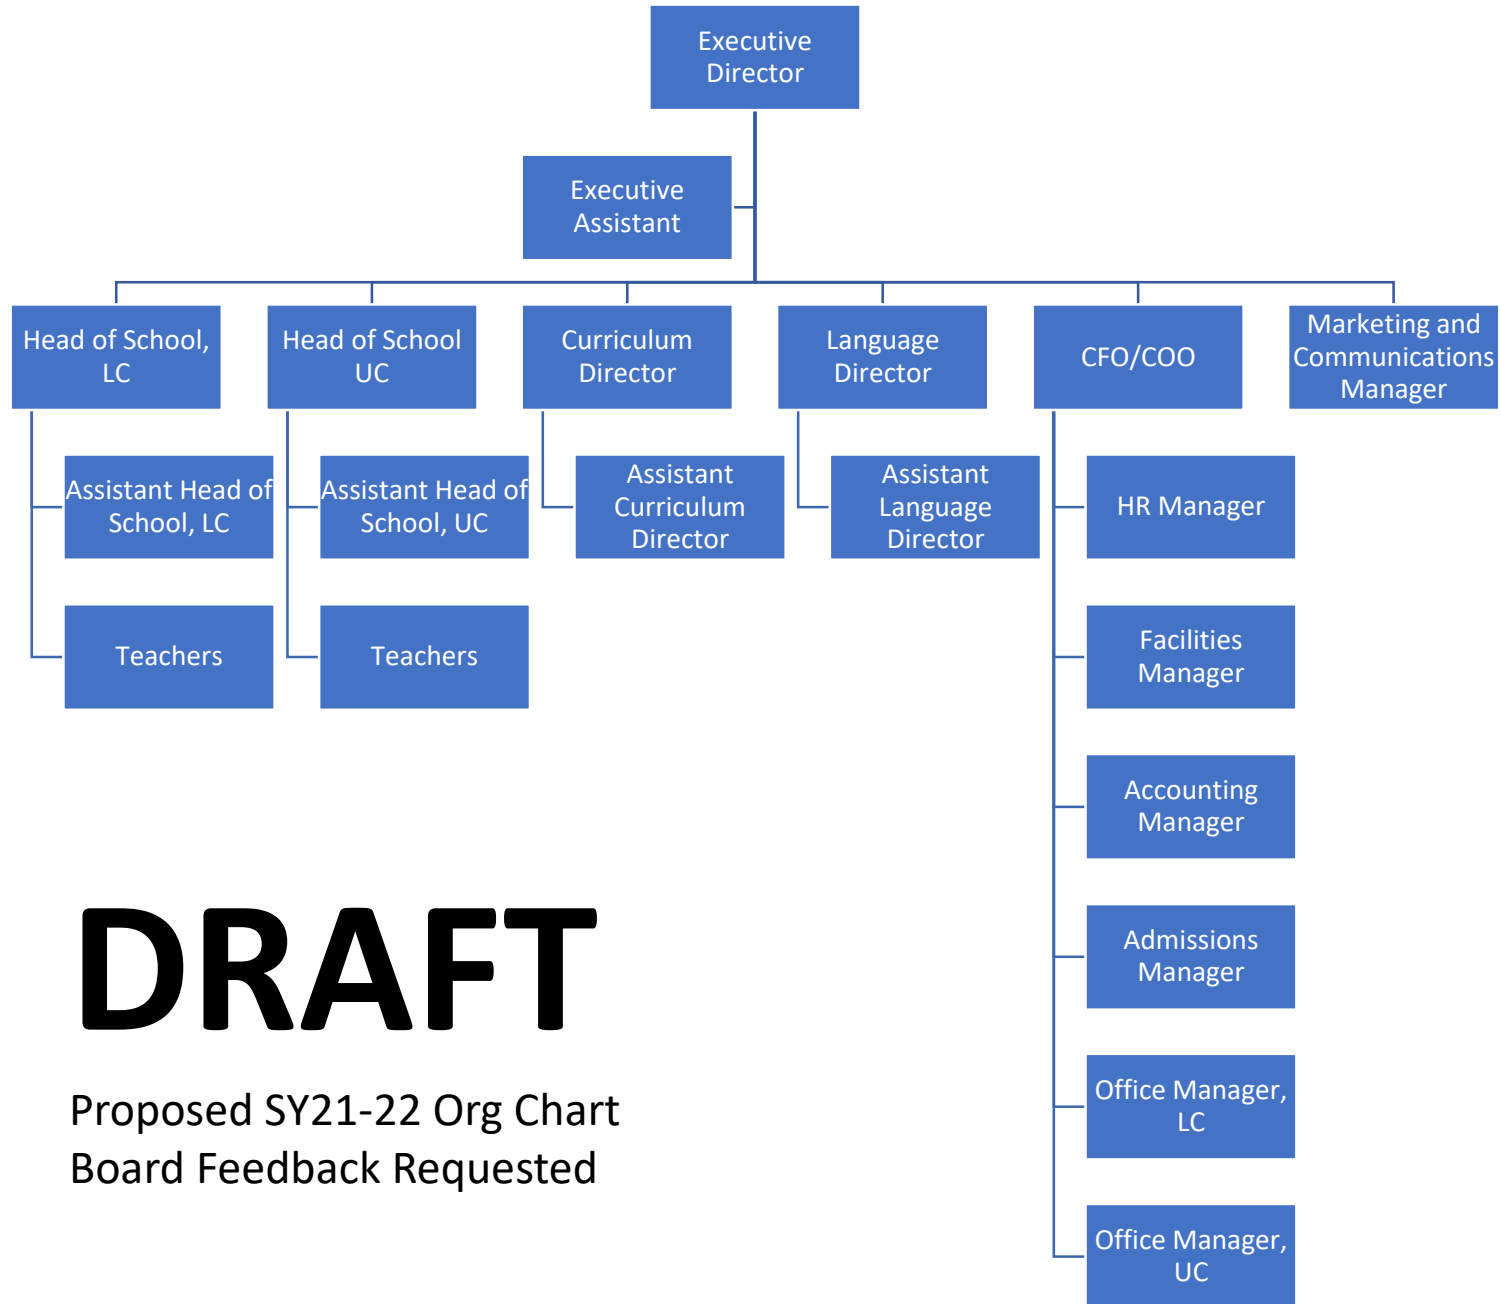 Executive
Director
Executive
Assistant
Head of School,
LC
Head of School
UC
Curriculum
Director
Language
Director
CFO/COO
Marketing and
Communications
Manager
Assistant Head of
School, LC
Assistant Head of
School, UC
Assistant
Curriculum
Director
Assistant
Language
Director
HR Manager
Teachers
Teachers
Facilities
Manager
Accounting
Manager
Admissions
Manager
Office Manager,
LC
Office Manager,
UC
DRAFT
Proposed SY21-22 Org Chart
Board Feedback Requested